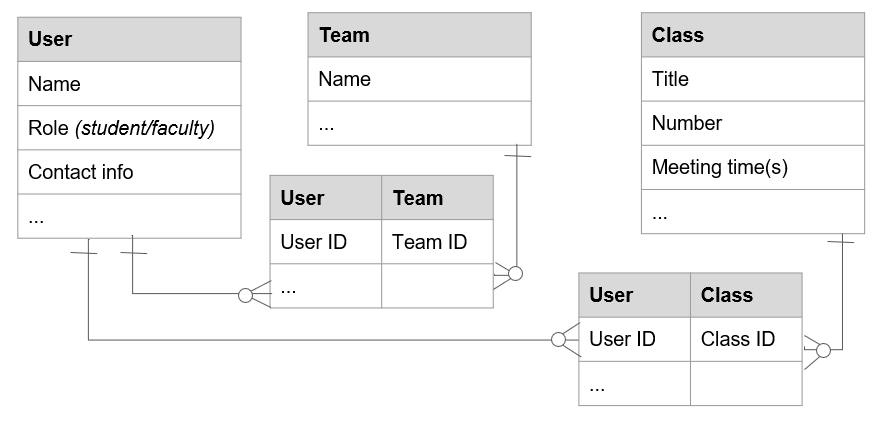 User
Name
Role (student/faculty)
Contact info
...
Team
Name
...
Class
Title
Number
Meeting time(s)
...
User Team
User ID Team ID
...
User Class
User ID Class ID
...